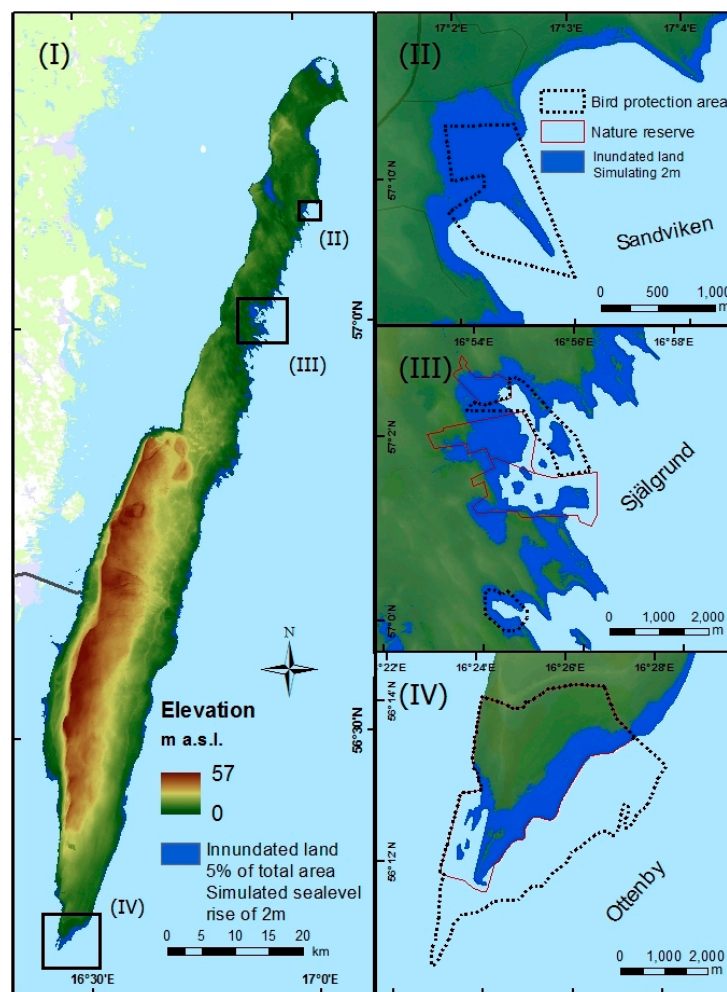 (I)
(II)
(III)
57°0'N
N
Elevation
m a.s.l.
57
0
56°30'N
Innundated land
5% of total area
Simulated sealevel
rise of 2m
(IV)
0 5 10 15 20
km
16°30'E
17°0'E
17°2'E
17°3'E
17°4'E
(II)
Bird protection area
Nature reserve
Inundated land
Simulating 2m
57°10'N
Sandviken
0 500 1,000
m
16°54'E
16°56'E
16°58'E
(III)
57°2'N
Själgrund
57°0'N
0 1,000 2,000
m
°22'E
16°24'E
16°26'E
16°28'E
(IV)
56°14'N
56°12'N
Ottenby
0 1,000 2,000
m